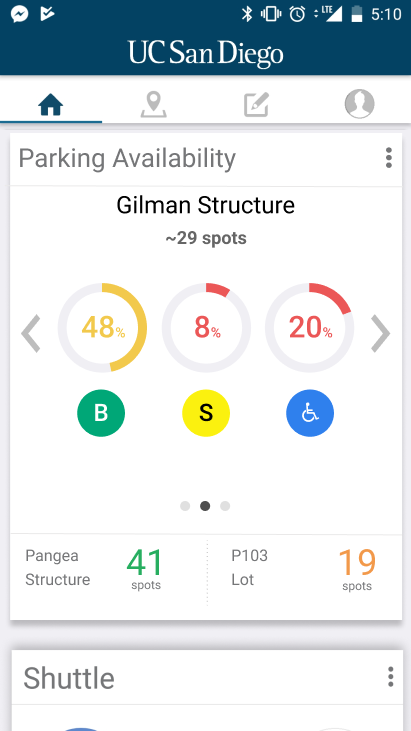 LTE 5:10
UC San Diego
Parking Availability
Gilman Structure
~29 spots
48% 8% 20%
B S
Pangea Structure
41 spots
P103 Lot
19 spots
Shuttle